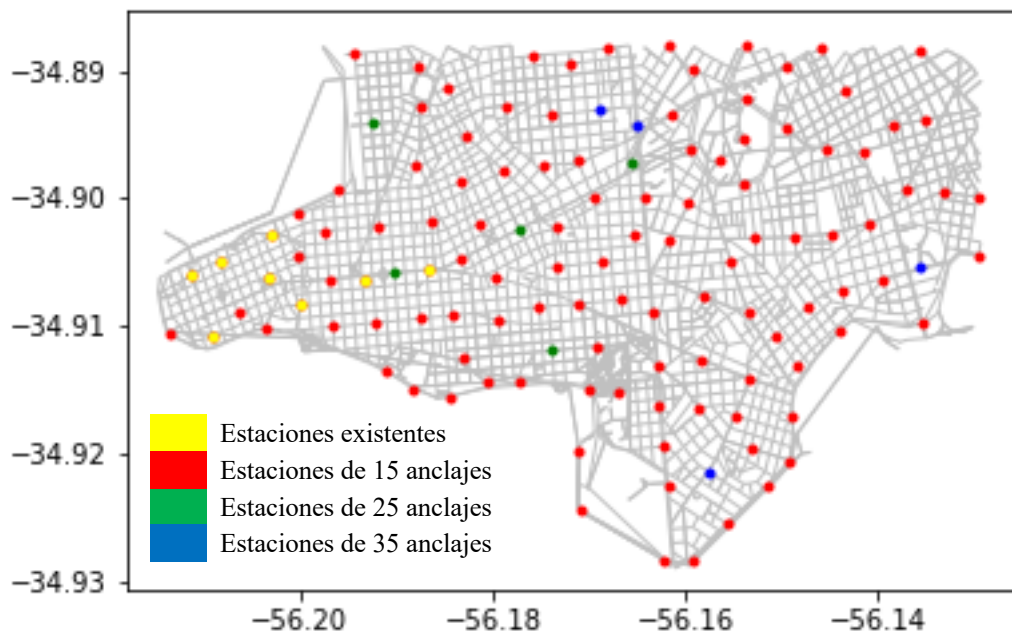 −34.89
−34.90
−34.91
−34.92
−34.93
Estaciones existentes
Estaciones de 15 anclajes
Estaciones de 25 anclajes
Estaciones de 35 anclajes
−56.20 −56.18 −56.16 −56.14